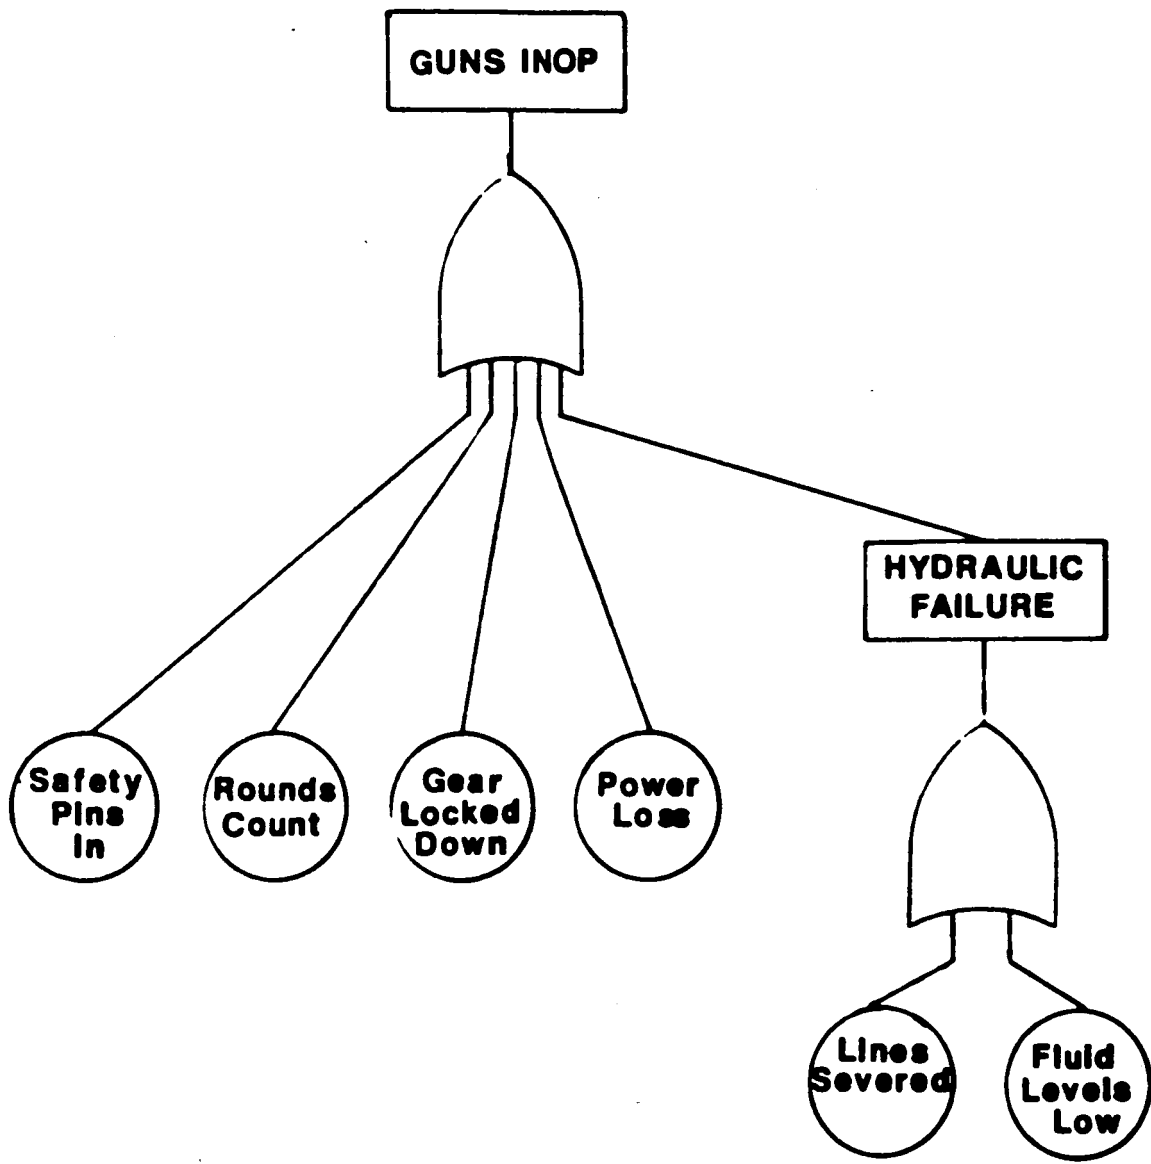 GUNS INOP
HYDRAULIC
FAILURE
Safety
Pins
In
Rounds
Count
Gear
Locked
Down
Power
Loss
Lines
Severed
Fluid
Levels
Low